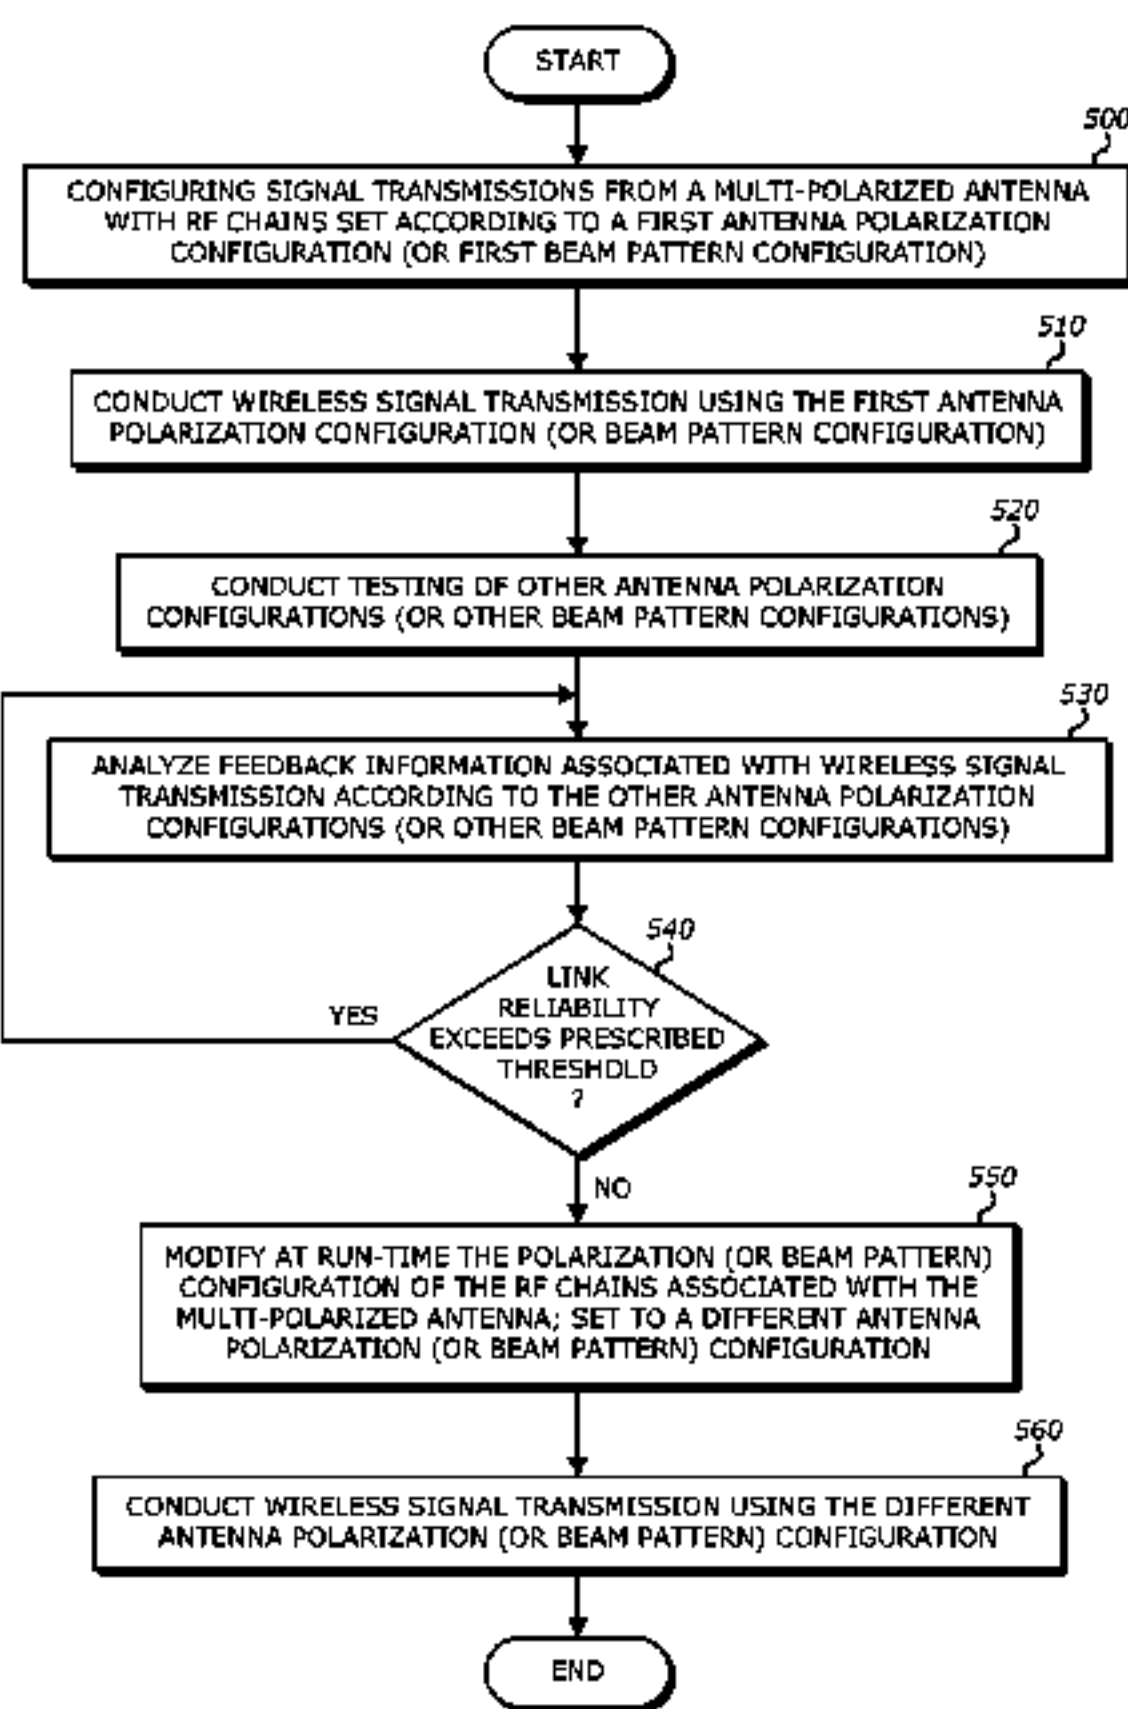 START
500
CONFIGURING SIGNAL TRANSMISSIONS FROM A MULTI-POLARIZED ANTENNA
WITH RF CHAINS SET ACCORDING TO A FIRST ANTENNA POLARIZATION
CONFIGURATION (OR FIRST BEAM PATTERN CONFIGURATION)
510
CONDUCT WIRELESS SIGNAL TRANSMISSION USING THE FIRST ANTENNA
POLARIZATION CONFIGURATION (OR BEAM PATTERN CONFIGURATION)
520
CONDUCT TESTING OF OTHER ANTENNA POLARIZATION
CONFIGURATIONS (OR OTHER BEAM PATTERN CONFIGURATIONS)
530
ANALYZE FEEDBACK INFORMATION ASSOCIATED WITH WIRELESS SIGNAL
TRANSMISSION ACCORDING TO THE OTHER ANTENNA POLARIZATION
CONFIGURATIONS (OR OTHER BEAM PATTERN CONFIGURATIONS)
540
LINK
RELIABILITY
EXCEEDS PRESCRIBED
THRESHOLD
?
YES
NO
550
MODIFY AT RUN-TIME THE POLARIZATION (OR BEAM PATTERN)
CONFIGURATION OF THE RF CHAINS ASSOCIATED WITH THE
MULTI-POLARIZED ANTENNA; SET TO A DIFFERENT ANTENNA
POLARIZATION (OR BEAM PATTERN) CONFIGURATION
560
CONDUCT WIRELESS SIGNAL TRANSMISSION USING THE DIFFERENT
ANTENNA POLARIZATION (OR BEAM PATTERN) CONFIGURATION
END